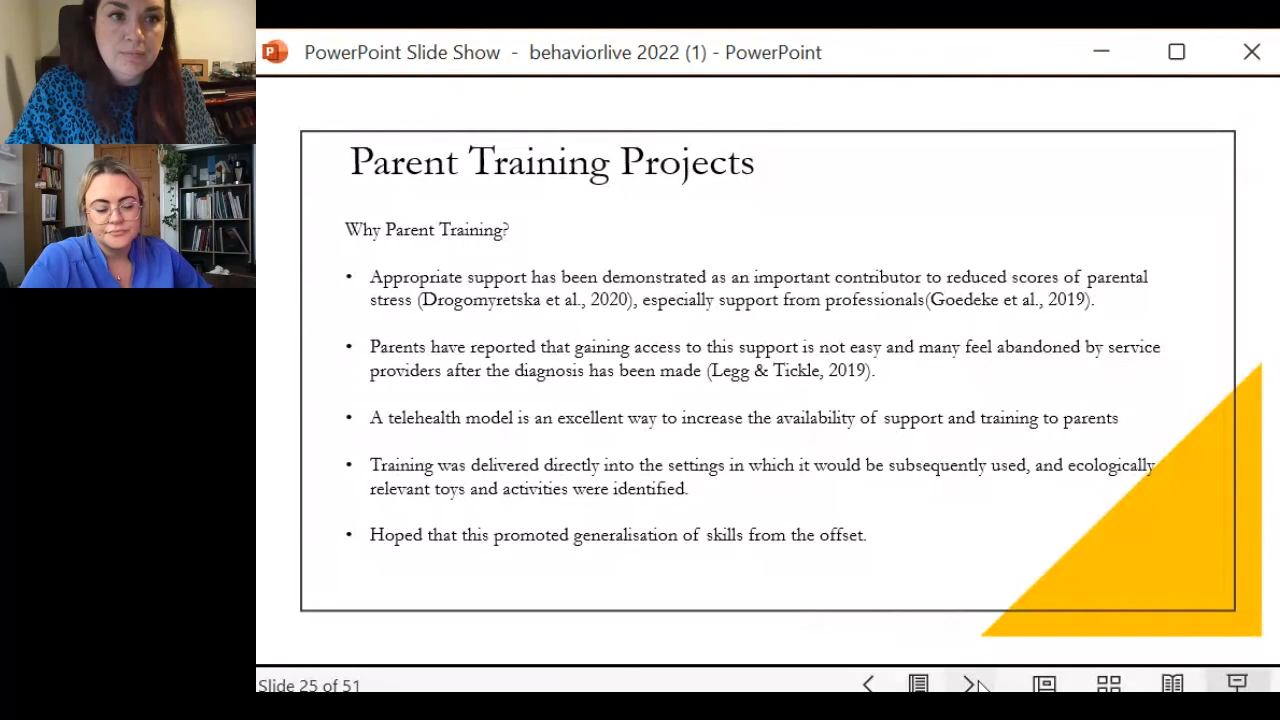 PowerPoint Slide Show - behaviorlive 2022 (1) - PowerPoint
Parent Training Projects
Why Parent Training?
• Appropriate support has been demonstrated as an important contributor to reduced scores of parental
stress (Drogomyretska et al., 2020), especially support from professionals(Goedeke et al., 2019).
• Parents have reported that gaining access to this support is not easy and many feel abandoned by service
providers after the diagnosis has been made (Legg & Tickle, 2019).
• A telehealth model is an excellent way to increase the availability of support and training to parents
• Training was delivered directly into the settings in which it would be subsequently used, and ecologically
relevant toys and activities were identified.
• Hoped that this promoted generalisation of skills from the offset.
Slide 25 of 51